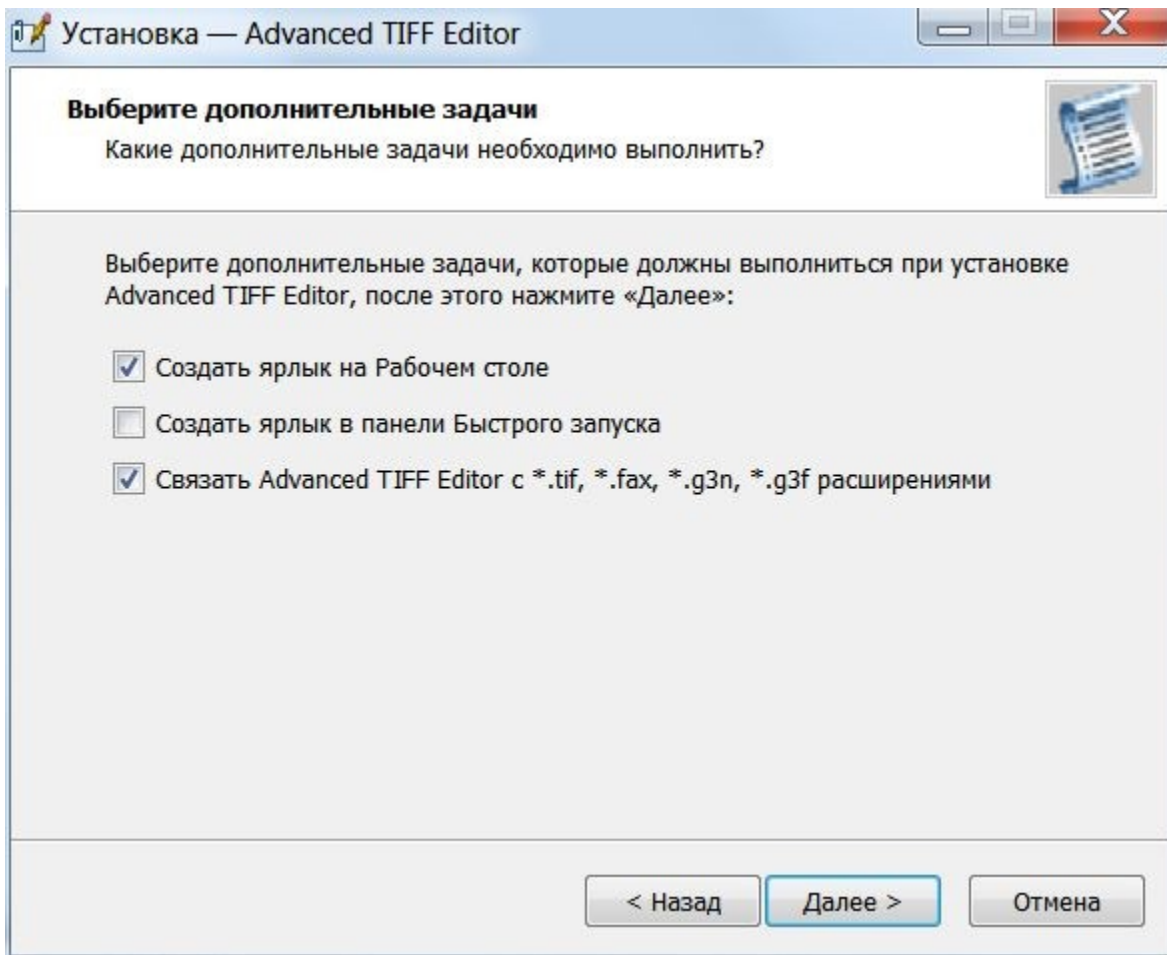 Установка — Advanced TIFF Editor
Выберите дополнительные задачи
Какие дополнительные задачи необходимо выполнить?
Выберите дополнительные задачи, которые должны выполниться при установке
Advanced TIFF Editor, после этого нажмите «Далее»:
Создать ярлык на Рабочем столе
Создать ярлык в панели Быстрого запуска
Связать Advanced TIFF Editor с *.tif, *.fax, *.g3n, *.g3f расширениями
< Назад Далее > Отмена